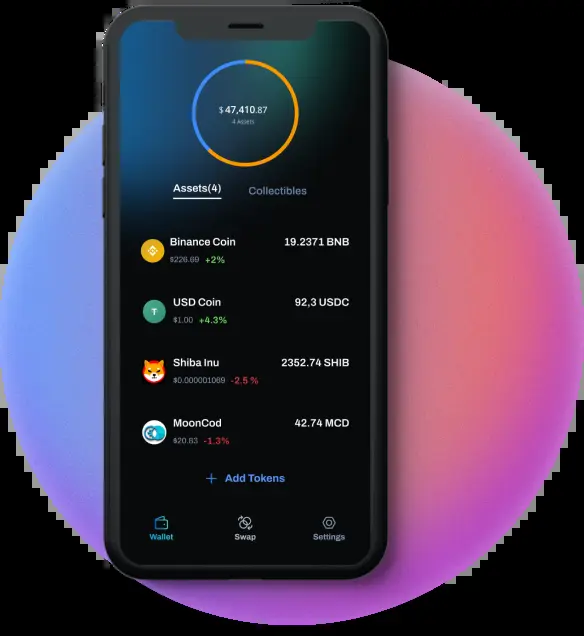 $ 47,410.87
4 Assets
Assets(4) Collectibles
Binance Coin 19.2371 BNB
$226.69 +2%
USD Coin 92,3 USDC
$1.00 +4.3%
Shiba Inu 2352.74 SHIB
$0.000001069 -2,5 %
MoonCod 42.74 MCD
$20.83 -1.3%
+ Add Tokens
Wallet Swap Settings